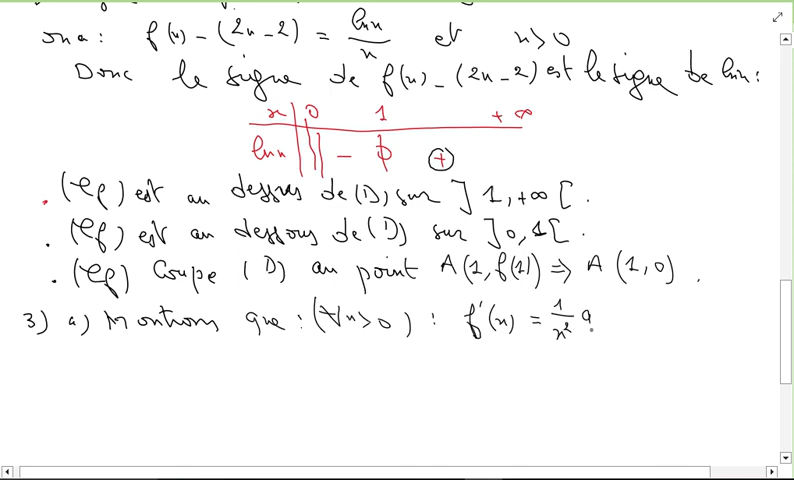 on a : f(x) - (2x - 2) = lnx/x et x>0
Donc le signe de f(x) - (2x - 2) est le signe de lnx :
x 0 1 + ∞
lnx - 0 +
. (Cf) est au dessus de (D) sur ]1, +∞[ .
. (Cf) est au dessous de (D) sur ]0, 1[ .
. (Cf) Coupe (D) au point A(1, f(1)) ⇒ A (1, 0) .
3) a) Montrons que : (∀x>0) : f'(x) = 1/x² g